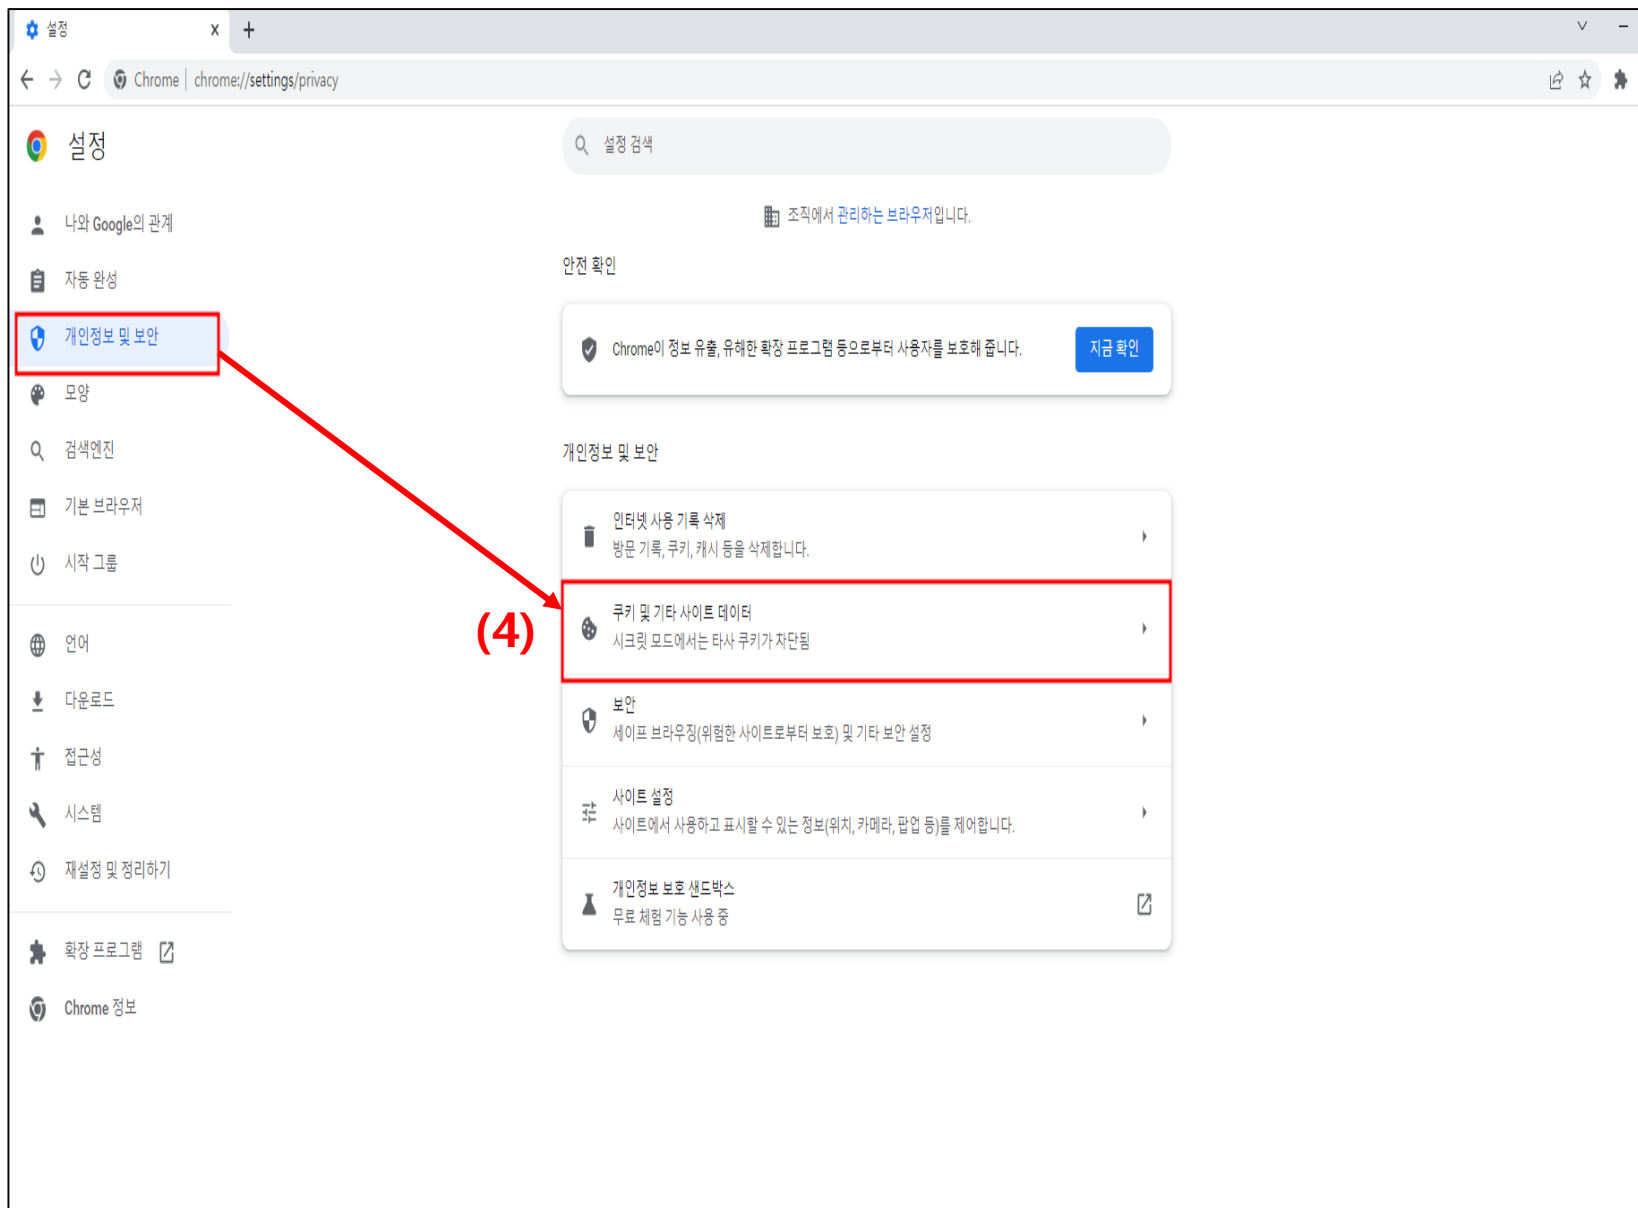 설정
Chrome | chrome://settings/privacy
설정
설정 검색
조직에서 관리하는 브라우저입니다.
나와 Google의 관계
자동 완성
개인정보 및 보안
모양
검색엔진
기본 브라우저
시작 그룹
언어
다운로드
접근성
시스템
재설정 및 정리하기
확장 프로그램
Chrome 정보
안전 확인
Chrome이 정보 유출, 유해한 확장 프로그램 등으로부터 사용자를 보호해 줍니다.
지금 확인
개인정보 및 보안
인터넷 사용 기록 삭제
방문 기록, 쿠키, 캐시 등을 삭제합니다.
(4)
쿠키 및 기타 사이트 데이터
시크릿 모드에서는 타사 쿠키가 차단됨
보안
세이프 브라우징(위험한 사이트로부터 보호) 및 기타 보안 설정
사이트 설정
사이트에서 사용하고 표시할 수 있는 정보(위치, 카메라, 팝업 등)를 제어합니다.
개인정보 보호 샌드박스
무료 체험 기능 사용 중